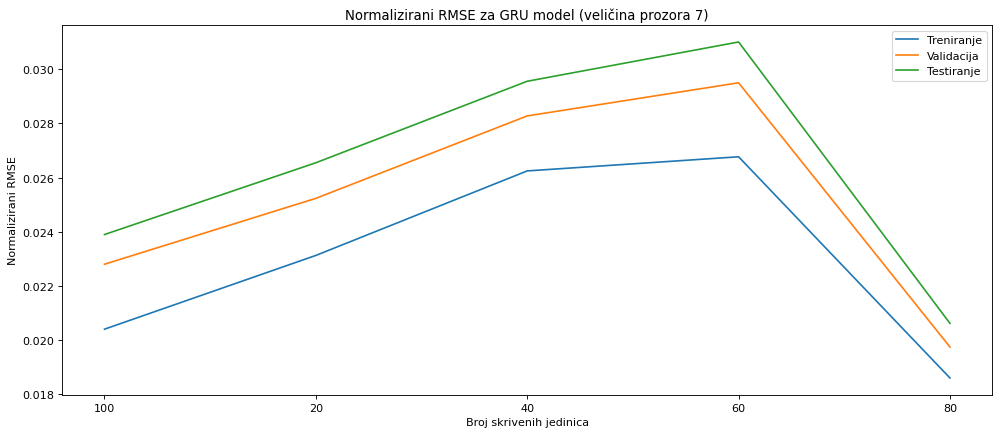 Normalizirani RMSE za GRU model (veličina prozora 7)
Treniranje
Validacija
Testiranje
Normalizirani RMSE
0.030
0.028
0.026
0.024
0.022
0.020
0.018
100 20 40 60 80
Broj skrivenih jedinica